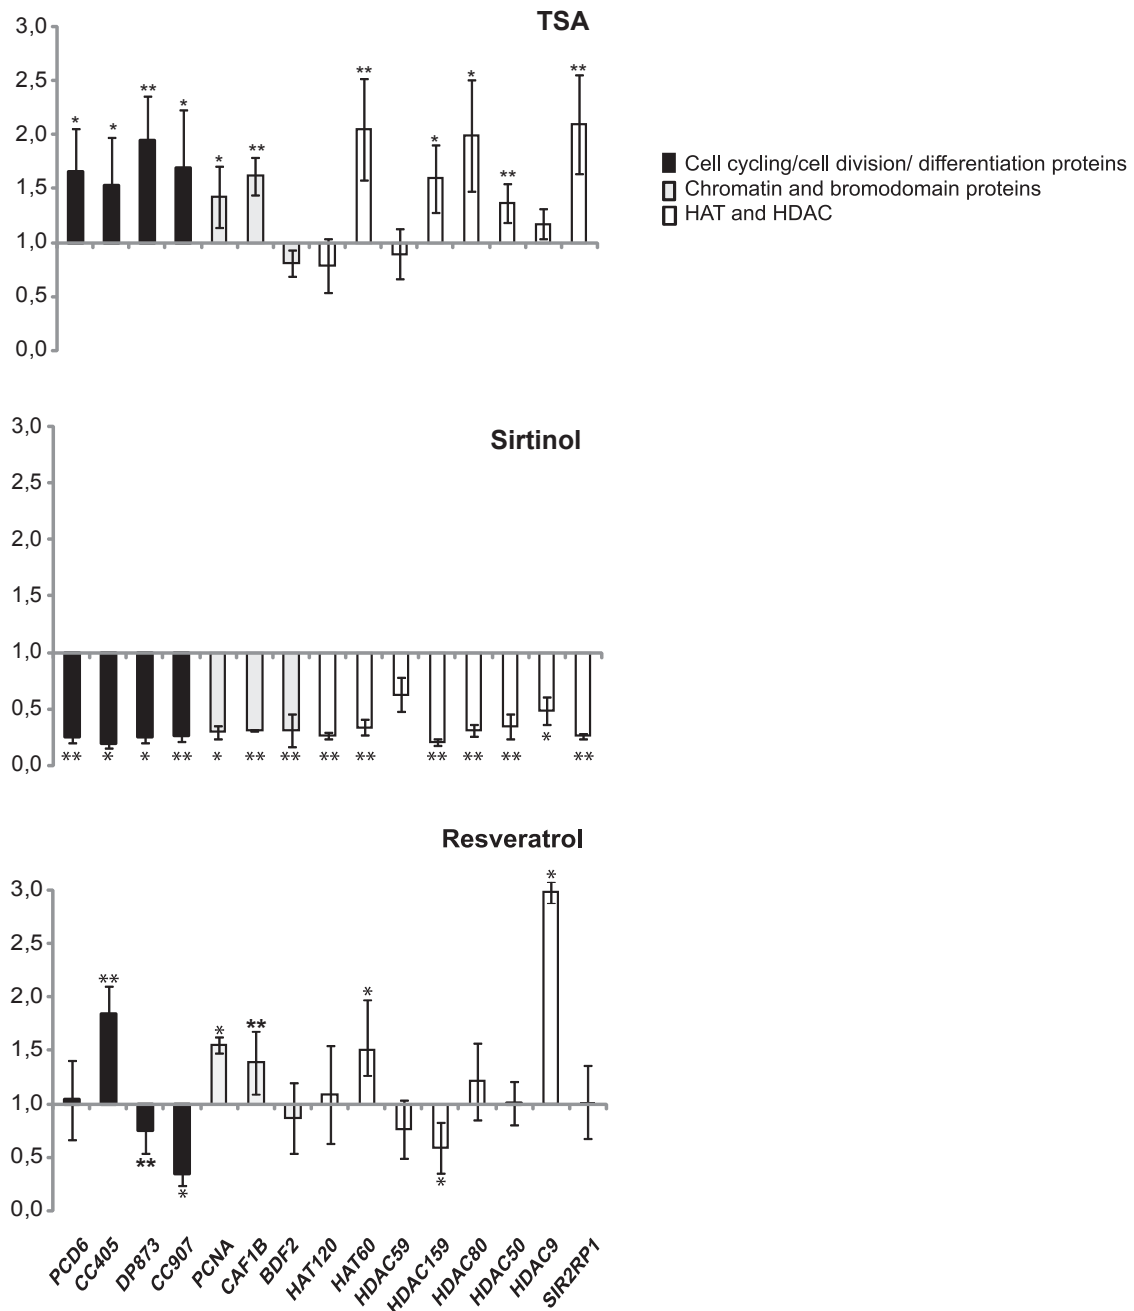 TSA
3,0
2,5
2,0
1,5
1,0
0,5
0,0
* * ** * * ** ** * * ** **
Cell cycling/cell division/ differentiation proteins
Chromatin and bromodomain proteins
HAT and HDAC
Sirtinol
3,0
2,5
2,0
1,5
1,0
0,5
0,0
** * * ** * ** ** ** ** ** ** ** * **
Resveratrol
3,0
2,5
2,0
1,5
1,0
0,5
0,0
** ** * * ** * * *
PCD6
CC405
DP873
CC907
PCNA
CAF1B
BDF2
HAT120
HAT60
HDAC59
HDAC159
HDAC80
HDAC50
HDAC9
SIR2RP1